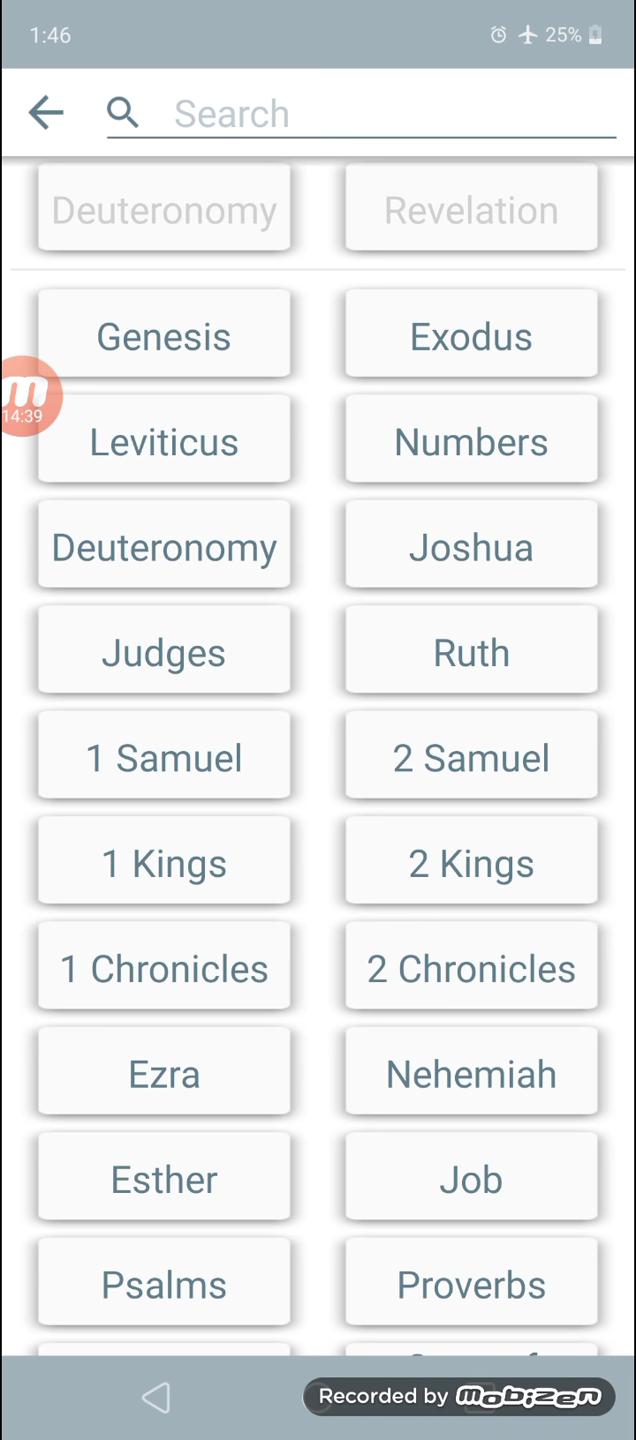 1:46 25%
Search
Deuteronomy Revelation
Genesis Exodus
m
14:39
Leviticus Numbers
Deuteronomy Joshua
Judges Ruth
1 Samuel 2 Samuel
1 Kings 2 Kings
1 Chronicles 2 Chronicles
Ezra Nehemiah
Esther Job
Psalms Proverbs
Recorded by mobizen